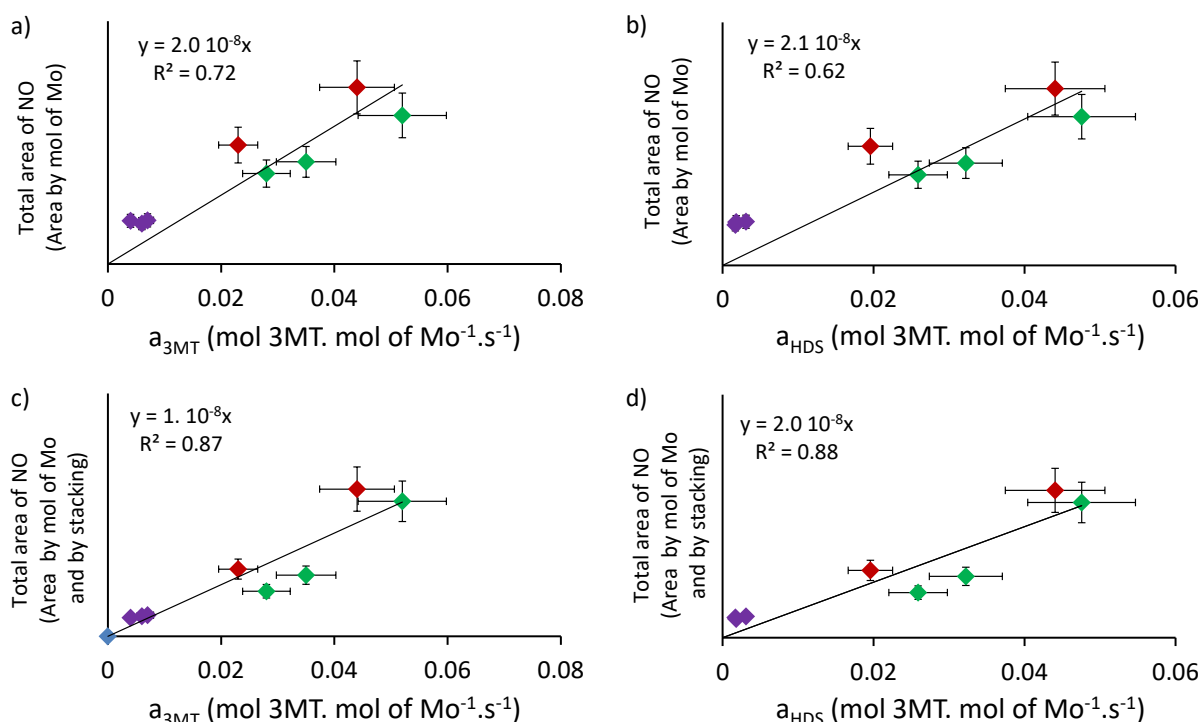 a)
y = 2.0 10⁻⁸x
R² = 0.72
Total area of NO
(Area by mol of Mo)
0 0.02 0.04 0.06 0.08
a₃MT (mol 3MT. mol of Mo⁻¹.s⁻¹)
b)
y = 2.1 10⁻⁸x
R² = 0.62
Total area of NO
(Area by mol of Mo)
0 0.02 0.04 0.06
aHDS (mol 3MT. mol of Mo⁻¹.s⁻¹)
c)
y = 1. 10⁻⁸x
R² = 0.87
Total area of NO
(Area by mol of Mo
and by stacking)
0 0.02 0.04 0.06 0.08
a₃MT (mol 3MT. mol of Mo⁻¹.s⁻¹)
d)
y = 2.0 10⁻⁸x
R² = 0.88
Total area of NO
(Area by mol of Mo
and by stacking)
0 0.02 0.04 0.06
aHDS (mol 3MT. mol of Mo⁻¹.s⁻¹)